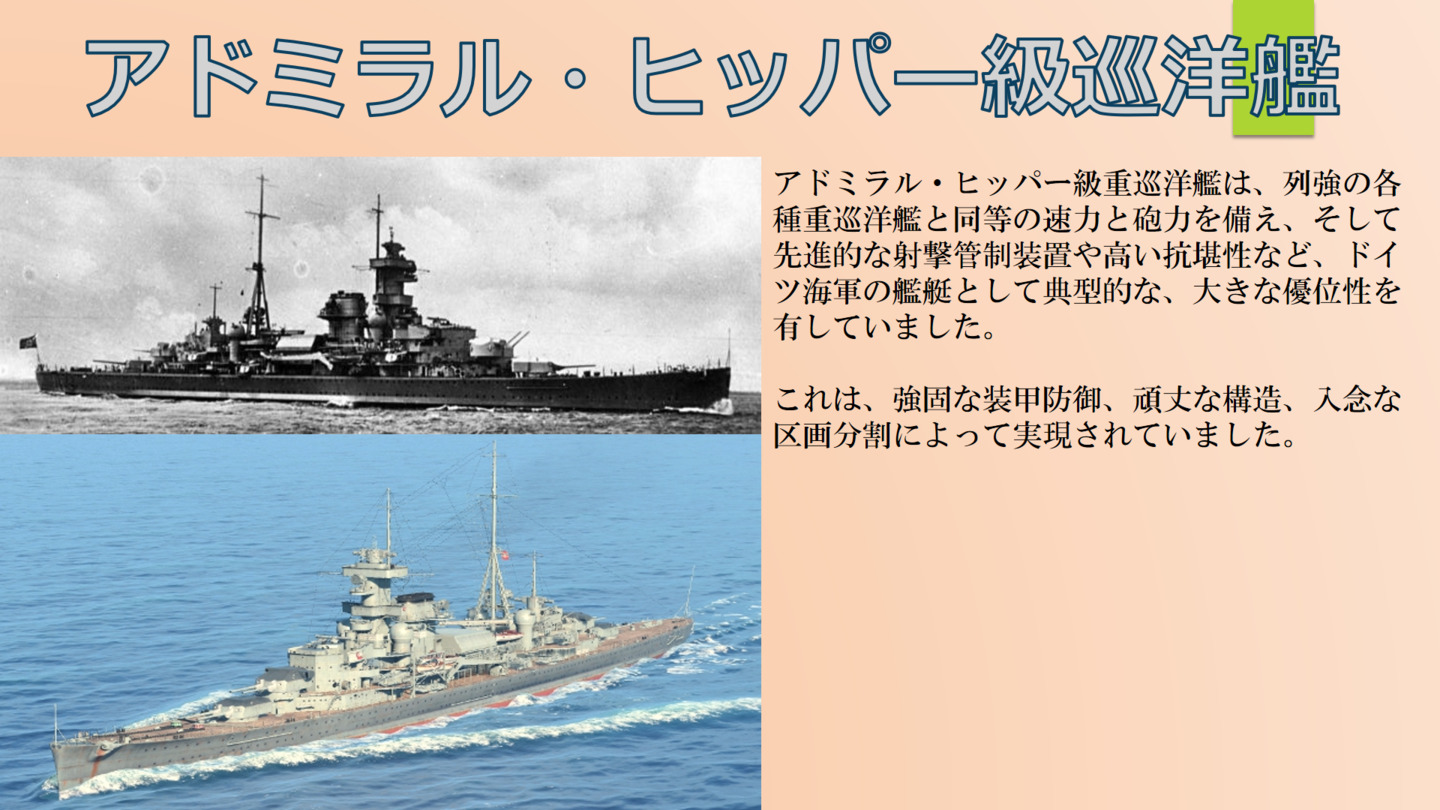 アドミラル・ヒッパー級巡洋艦
アドミラル・ヒッパー級重巡洋艦は、列強の各
種重巡洋艦と同等の速力と砲力を備え、そして
先進的な射撃管制装置や高い抗堪性など、ドイ
ツ海軍の艦艇として典型的な、大きな優位性を
有していました。
これは、強固な装甲防御、頑丈な構造、入念な
区画分割によって実現されていました。